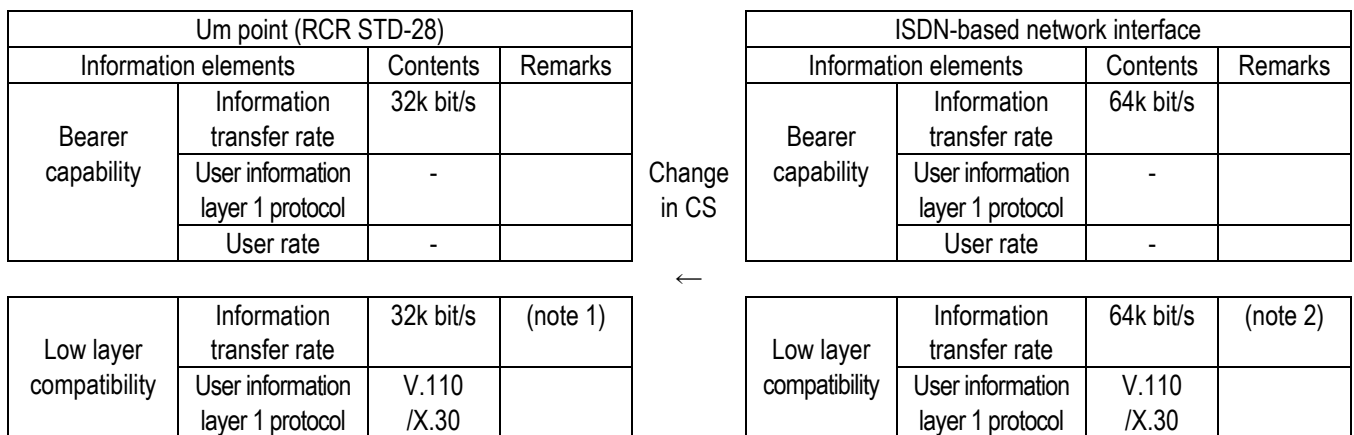 Um point (RCR STD-28)
Information elements Contents Remarks
Bearer
capability
Information
transfer rate
32k bit/s
User information
layer 1 protocol
-
User rate
-
Low layer
compatibility
Information
transfer rate
32k bit/s
(note 1)
User information
layer 1 protocol
V.110
/X.30
Change
in CS
←
ISDN-based network interface
Information elements Contents Remarks
Bearer
capability
Information
transfer rate
64k bit/s
User information
layer 1 protocol
-
User rate
-
Low layer
compatibility
Information
transfer rate
64k bit/s
(note 2)
User information
layer 1 protocol
V.110
/X.30